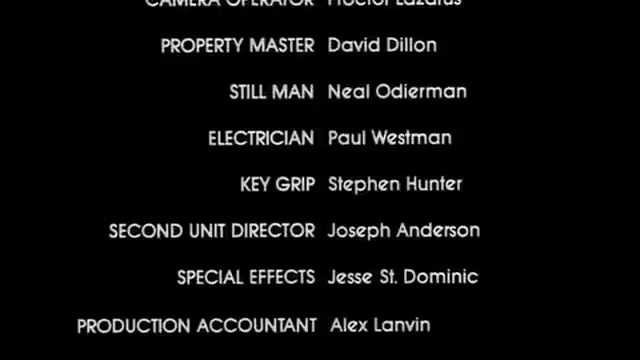 CAMERA OPERATOR Proctor Lazarus
PROPERTY MASTER David Dillon
STILL MAN Neal Odierman
ELECTRICIAN Paul Westman
KEY GRIP Stephen Hunter
SECOND UNIT DIRECTOR Joseph Anderson
SPECIAL EFFECTS Jesse St. Dominic
PRODUCTION ACCOUNTANT Alex Lanvin